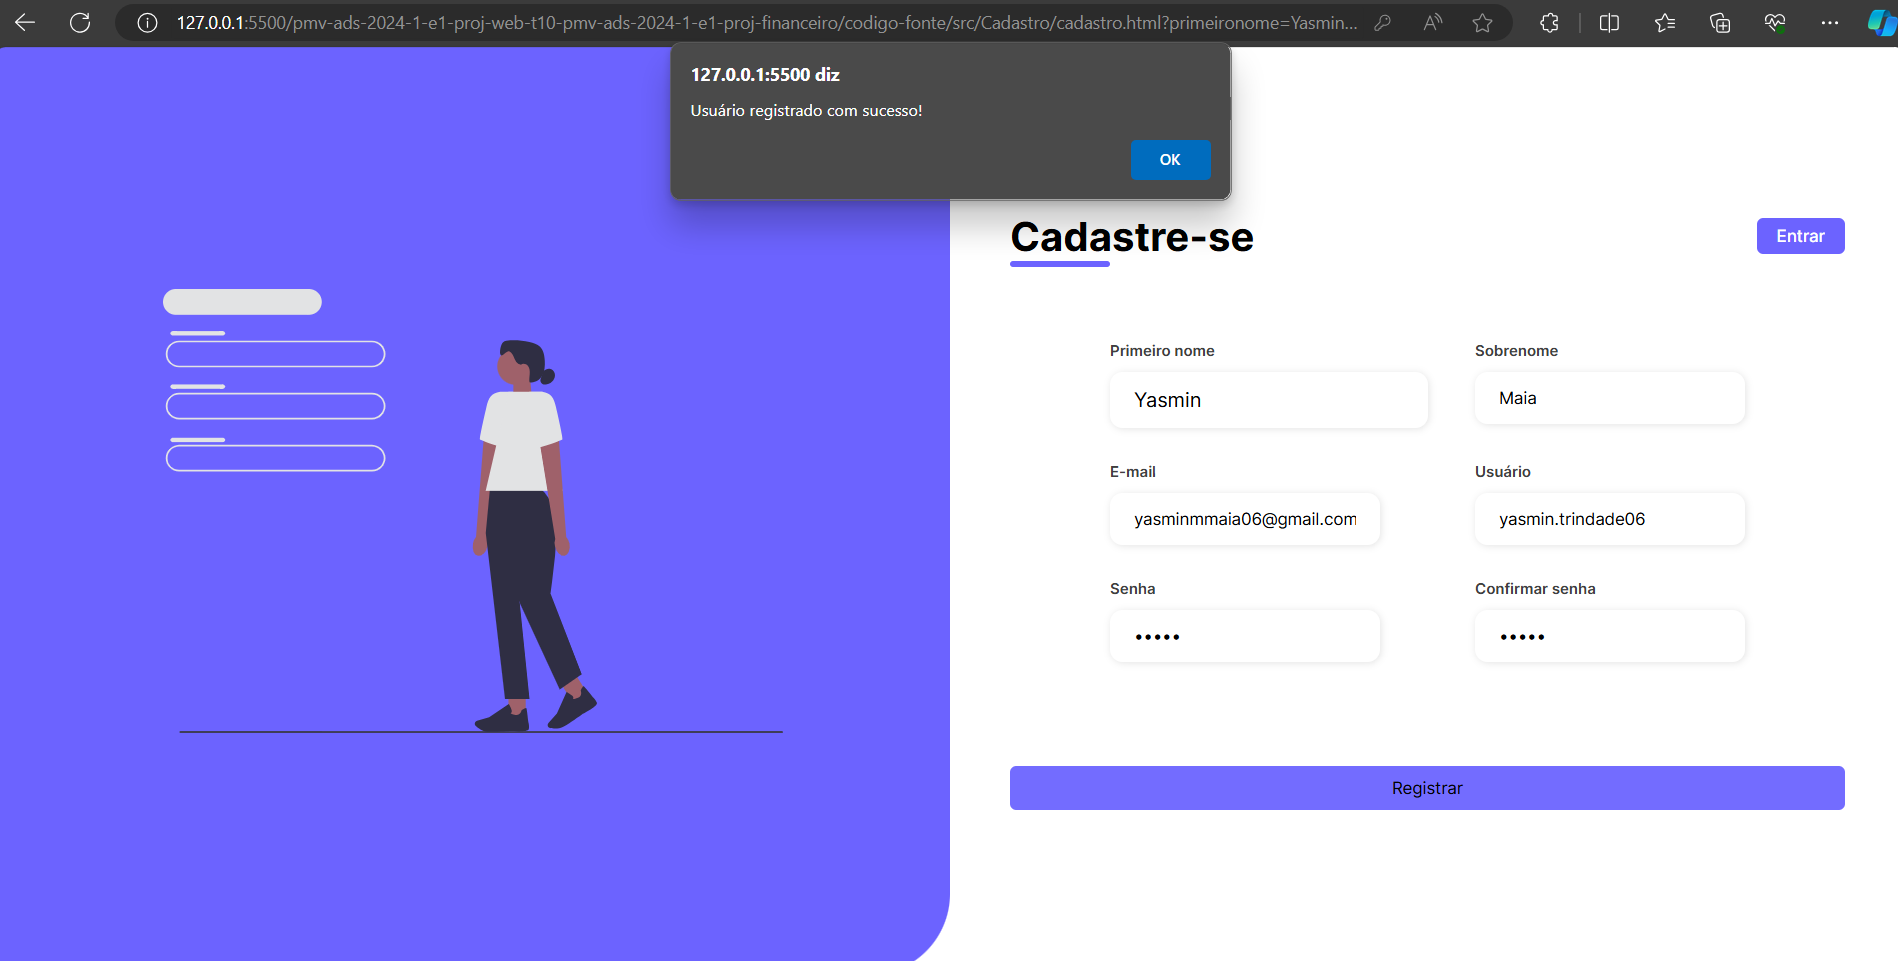 127.0.0.1:5500/pmv-ads-2024-1-e1-proj-web-t10-pmv-ads-2024-1-e1-proj-financeiro/codigo-fonte/src/Cadastro/cadastro.html?primeironome=Yasmin...
127.0.0.1:5500 diz
Usuário registrado com sucesso!
OK
Cadastre-se
Entrar
Primeiro nome
Sobrenome
Yasmin
Maia
E-mail
Usuário
yasminmmaia06@gmail.com
yasmin.trindade06
Senha
Confirmar senha
•••••
•••••
Registrar